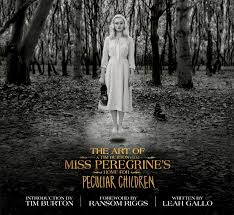 THE ART OF
A TIM BURTON FILM
MISS PEREGRINE'S
HOME FOR
PECULIAR CHILDREN
INTRODUCTION BY FOREWORD BY WRITTEN BY
TIM BURTON RANSOM RIGGS LEAH GALLO